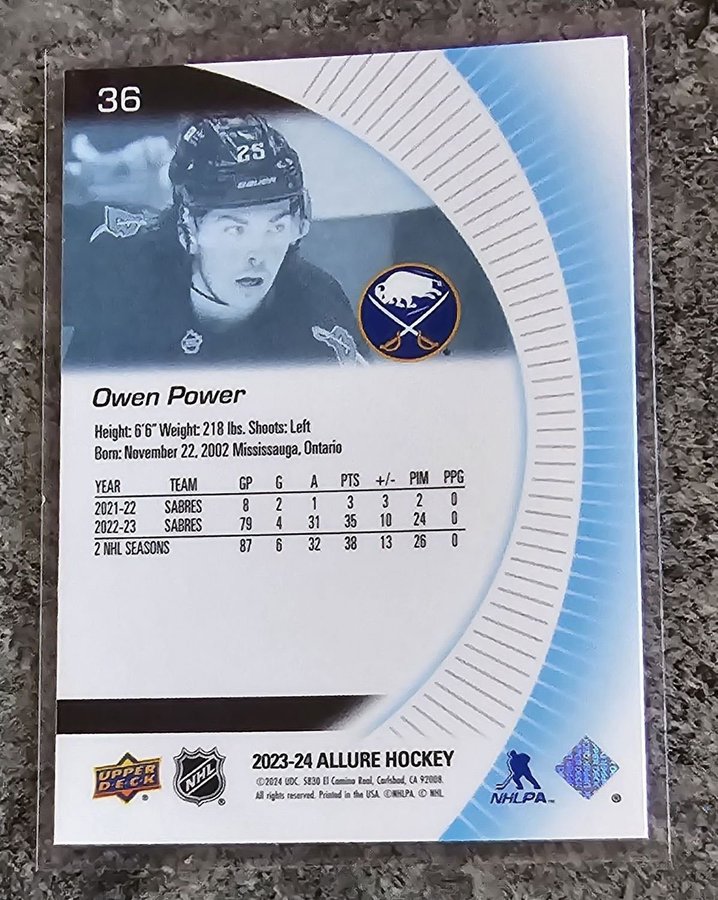 36
25
BAUER
Owen Power
Height: 6'6" Weight: 218 lbs. Shoots: Left
Born: November 22, 2002 Mississauga, Ontario
YEAR TEAM GP G A PTS +/- PIM PPG
2021-22 SABRES 8 2 1 3 3 2 0
2022-23 SABRES 79 4 31 35 10 24 0
2 NHL SEASONS 87 6 32 38 13 26 0
UPPER DECK ® NHL ® 2023-24 ALLURE HOCKEY
©2024 UDC. 5830 El Camino Real, Carlsbad, CA 92008.
All rights reserved. Printed in the USA. ©NHLPA. © NHL.
NHLPA™ ®